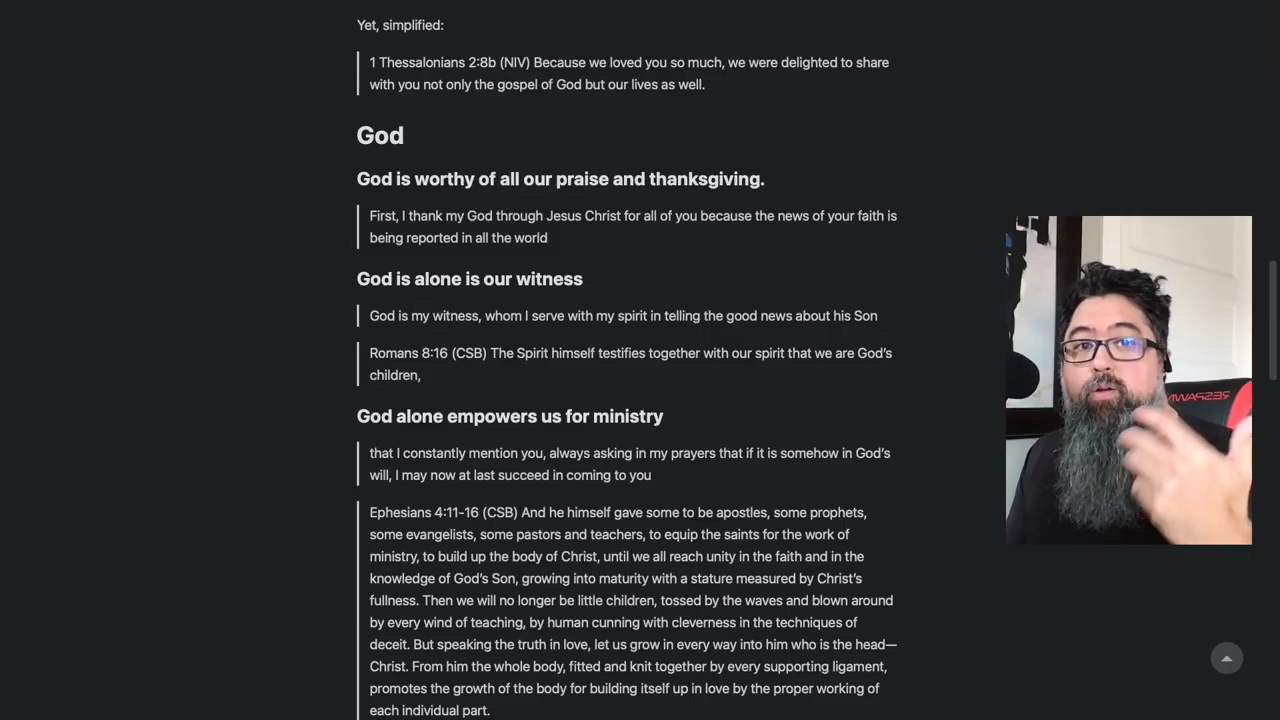 Yet, simplified:
1 Thessalonians 2:8b (NIV) Because we loved you so much, we were delighted to share
with you not only the gospel of God but our lives as well.
God
God is worthy of all our praise and thanksgiving.
First, I thank my God through Jesus Christ for all of you because the news of your faith is
being reported in all the world
God is alone is our witness
God is my witness, whom I serve with my spirit in telling the good news about his Son
Romans 8:16 (CSB) The Spirit himself testifies together with our spirit that we are God’s
children,
God alone empowers us for ministry
that I constantly mention you, always asking in my prayers that if it is somehow in God’s
will, I may now at last succeed in coming to you
Ephesians 4:11-16 (CSB) And he himself gave some to be apostles, some prophets,
some evangelists, some pastors and teachers, to equip the saints for the work of
ministry, to build up the body of Christ, until we all reach unity in the faith and in the
knowledge of God’s Son, growing into maturity with a stature measured by Christ’s
fullness. Then we will no longer be little children, tossed by the waves and blown around
by every wind of teaching, by human cunning with cleverness in the techniques of
deceit. But speaking the truth in love, let us grow in every way into him who is the head—
Christ. From him the whole body, fitted and knit together by every supporting ligament,
promotes the growth of the body for building itself up in love by the proper working of
each individual part.
RESPAWN